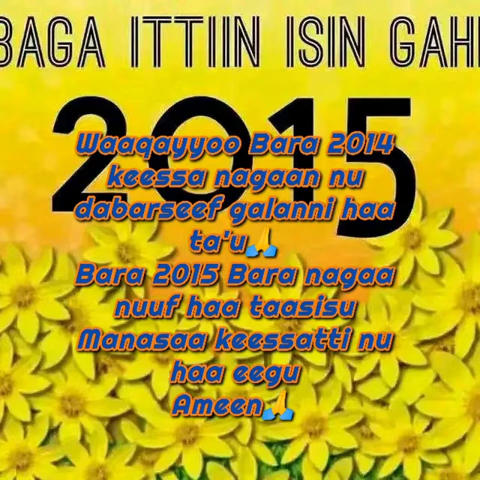 BAGA ITTIIN ISIN GAHE
2015
Waaqayyoo Bara 2014
keessa nagaan nu
dabarseef galanni haa
ta'u🙏
Bara 2015 Bara nagaa
nuuf haa taasisu
Manasaa keessatti nu
haa eegu
Ameen🙏